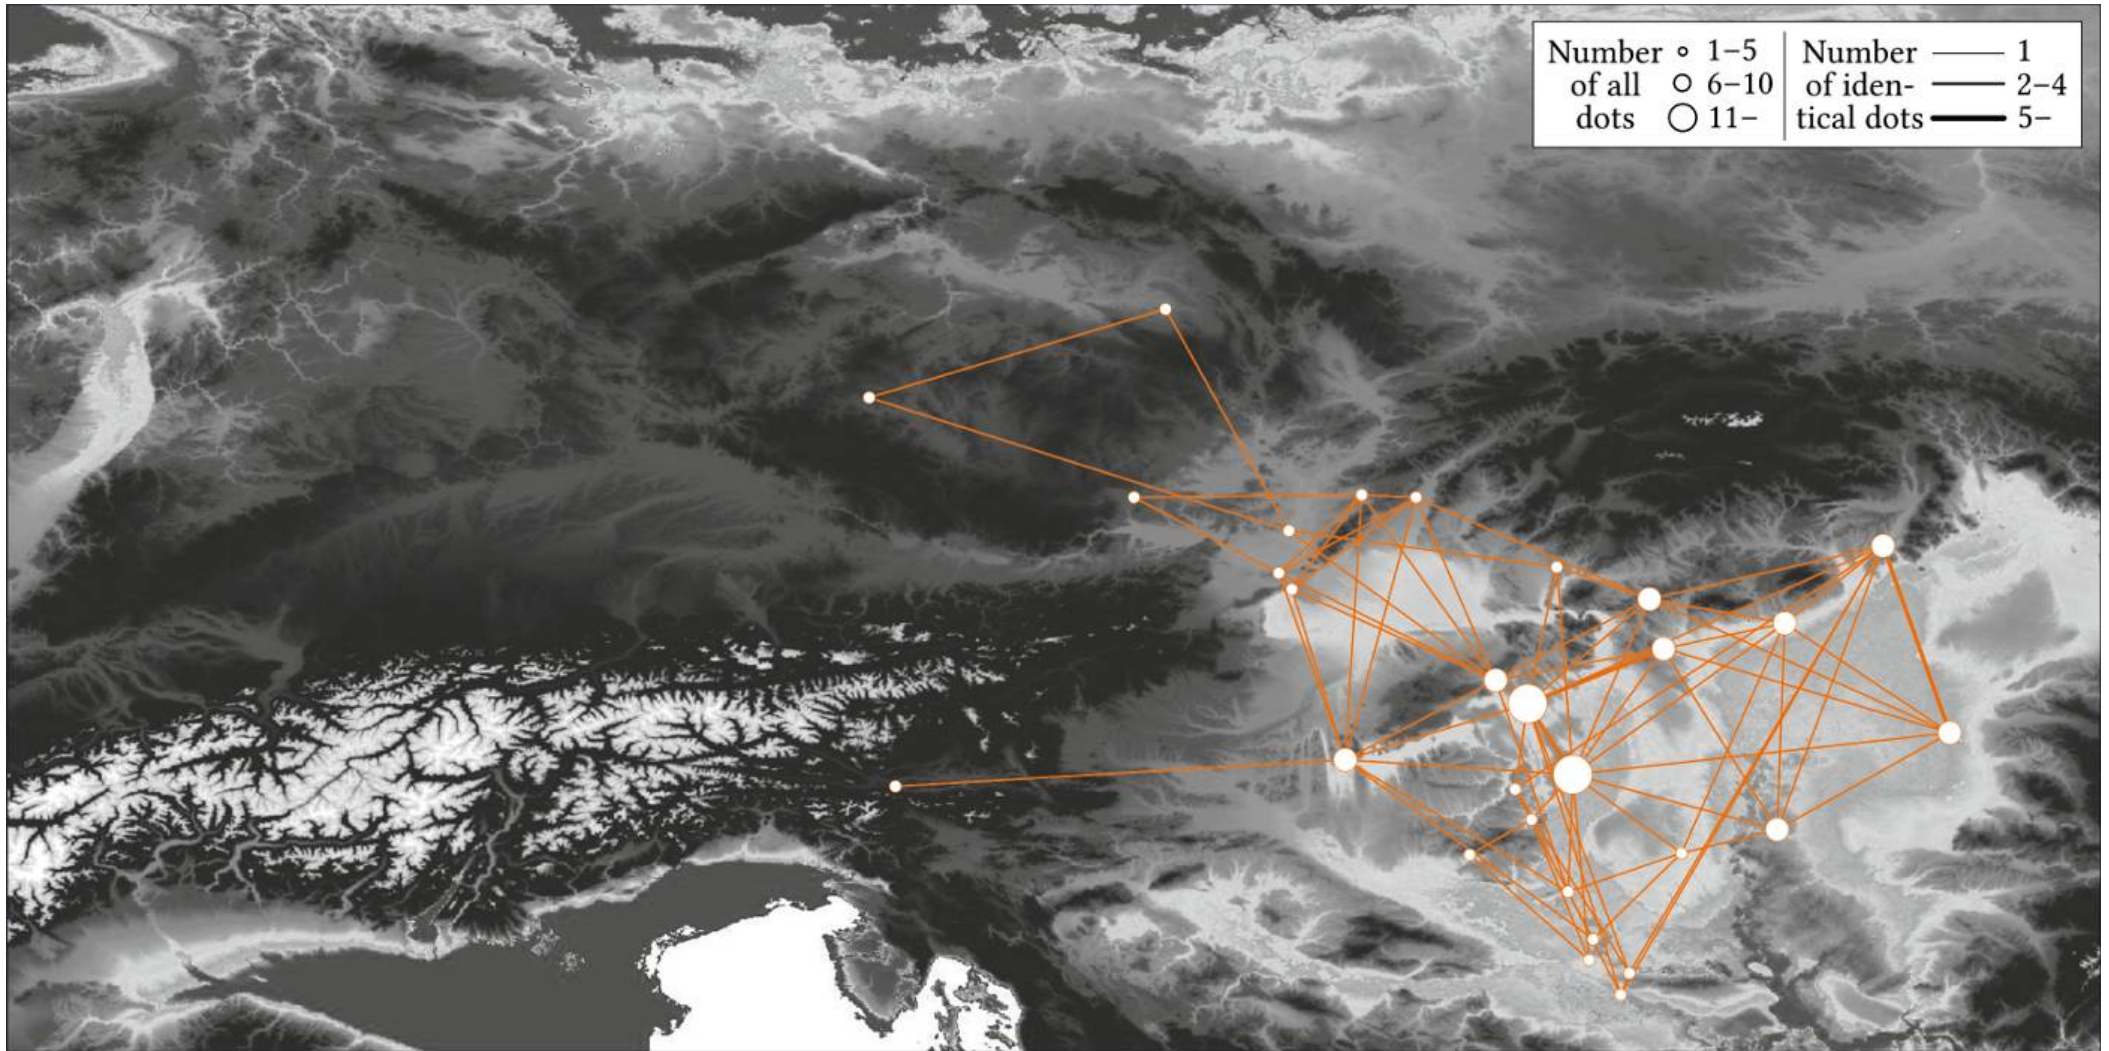 Number 1–5
of all 6–10
dots 11–
Number 1
of iden- 2–4
tical dots 5–